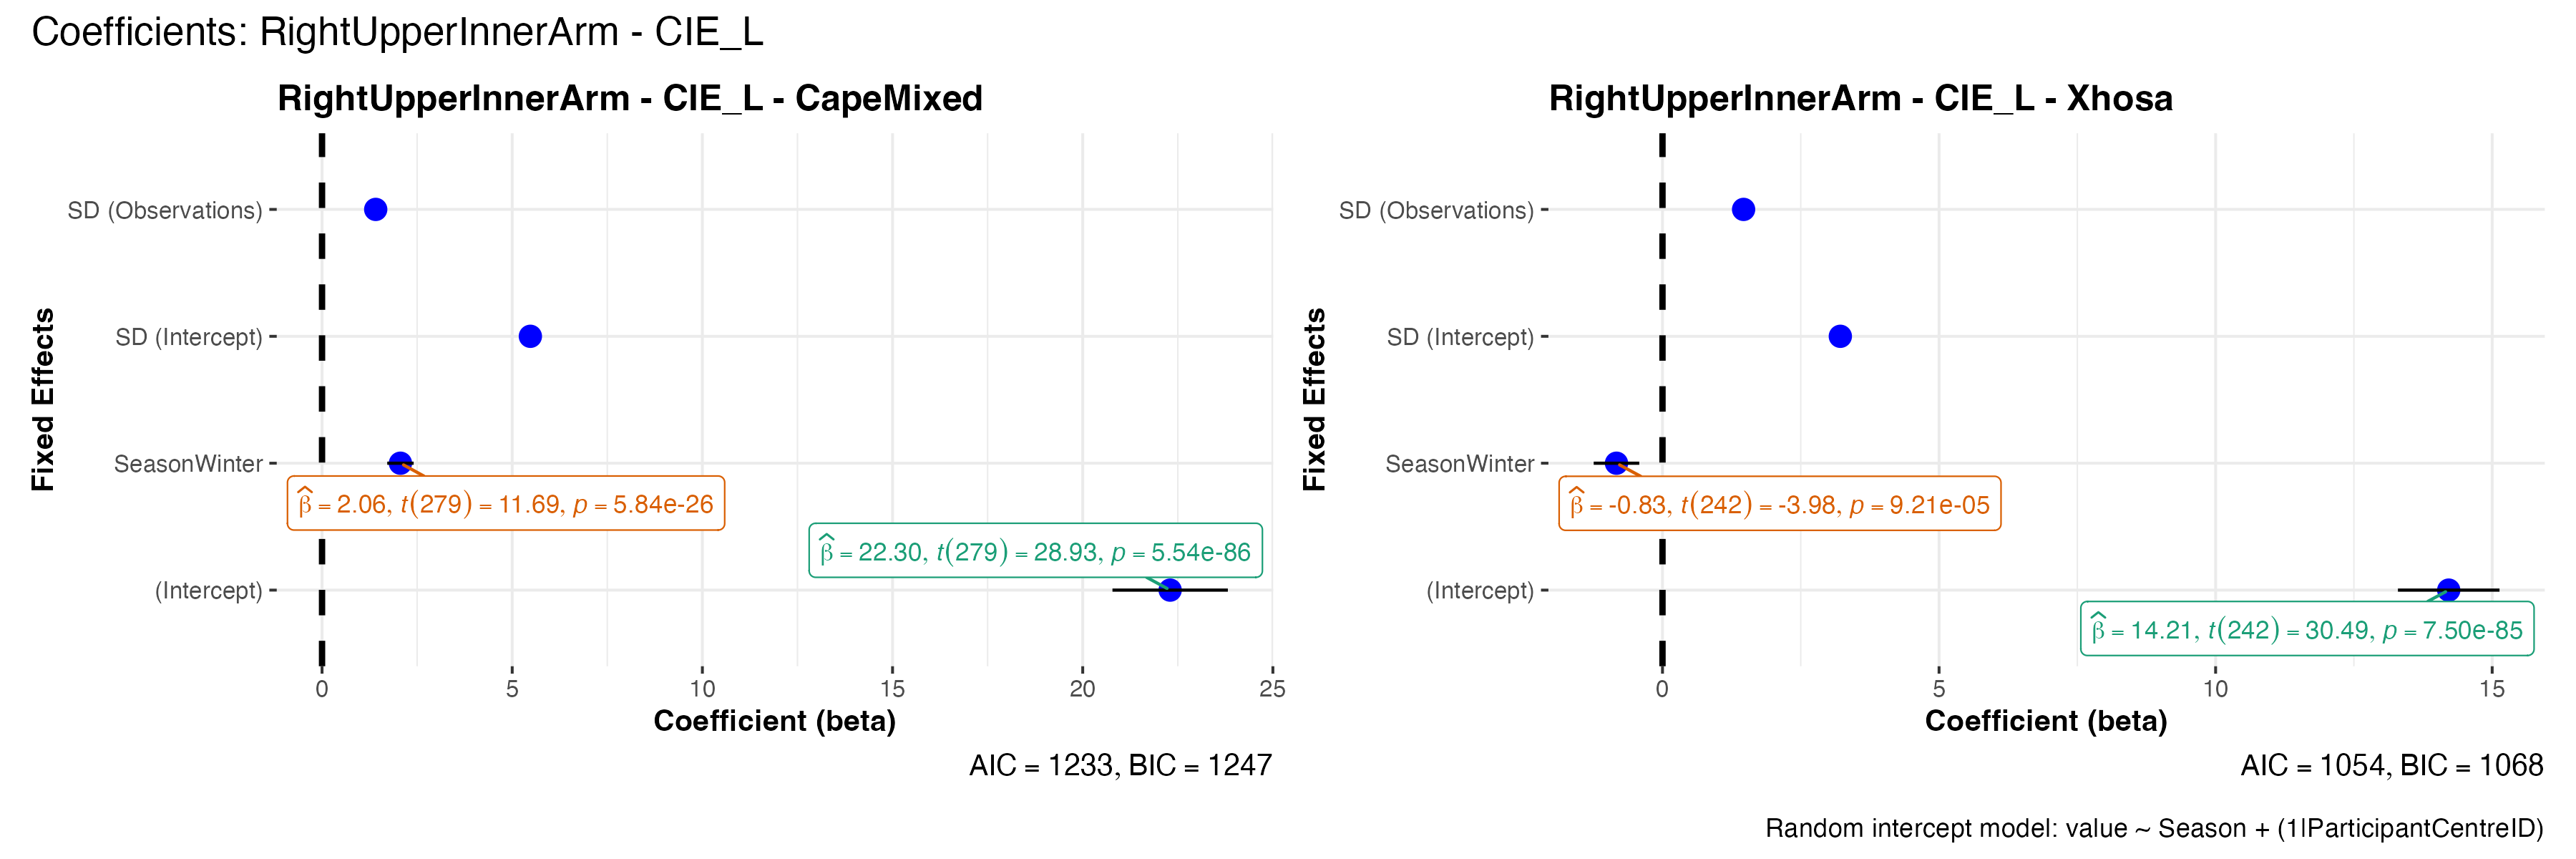 Coefficients: RightUpperInnerArm - CIE_L
RightUpperInnerArm - CIE_L - CapeMixed
SD (Observations)
SD (Intercept)
SeasonWinter
(Intercept)
Fixed Effects
β̂ = 2.06, t(279) = 11.69, p = 5.84e-26
β̂ = 22.30, t(279) = 28.93, p = 5.54e-86
0 5 10 15 20 25
Coefficient (beta)
AIC = 1233, BIC = 1247
RightUpperInnerArm - CIE_L - Xhosa
SD (Observations)
SD (Intercept)
SeasonWinter
(Intercept)
Fixed Effects
β̂ = -0.83, t(242) = -3.98, p = 9.21e-05
β̂ = 14.21, t(242) = 30.49, p = 7.50e-85
0 5 10 15
Coefficient (beta)
AIC = 1054, BIC = 1068
Random intercept model: value ~ Season + (1|ParticipantCentreID)